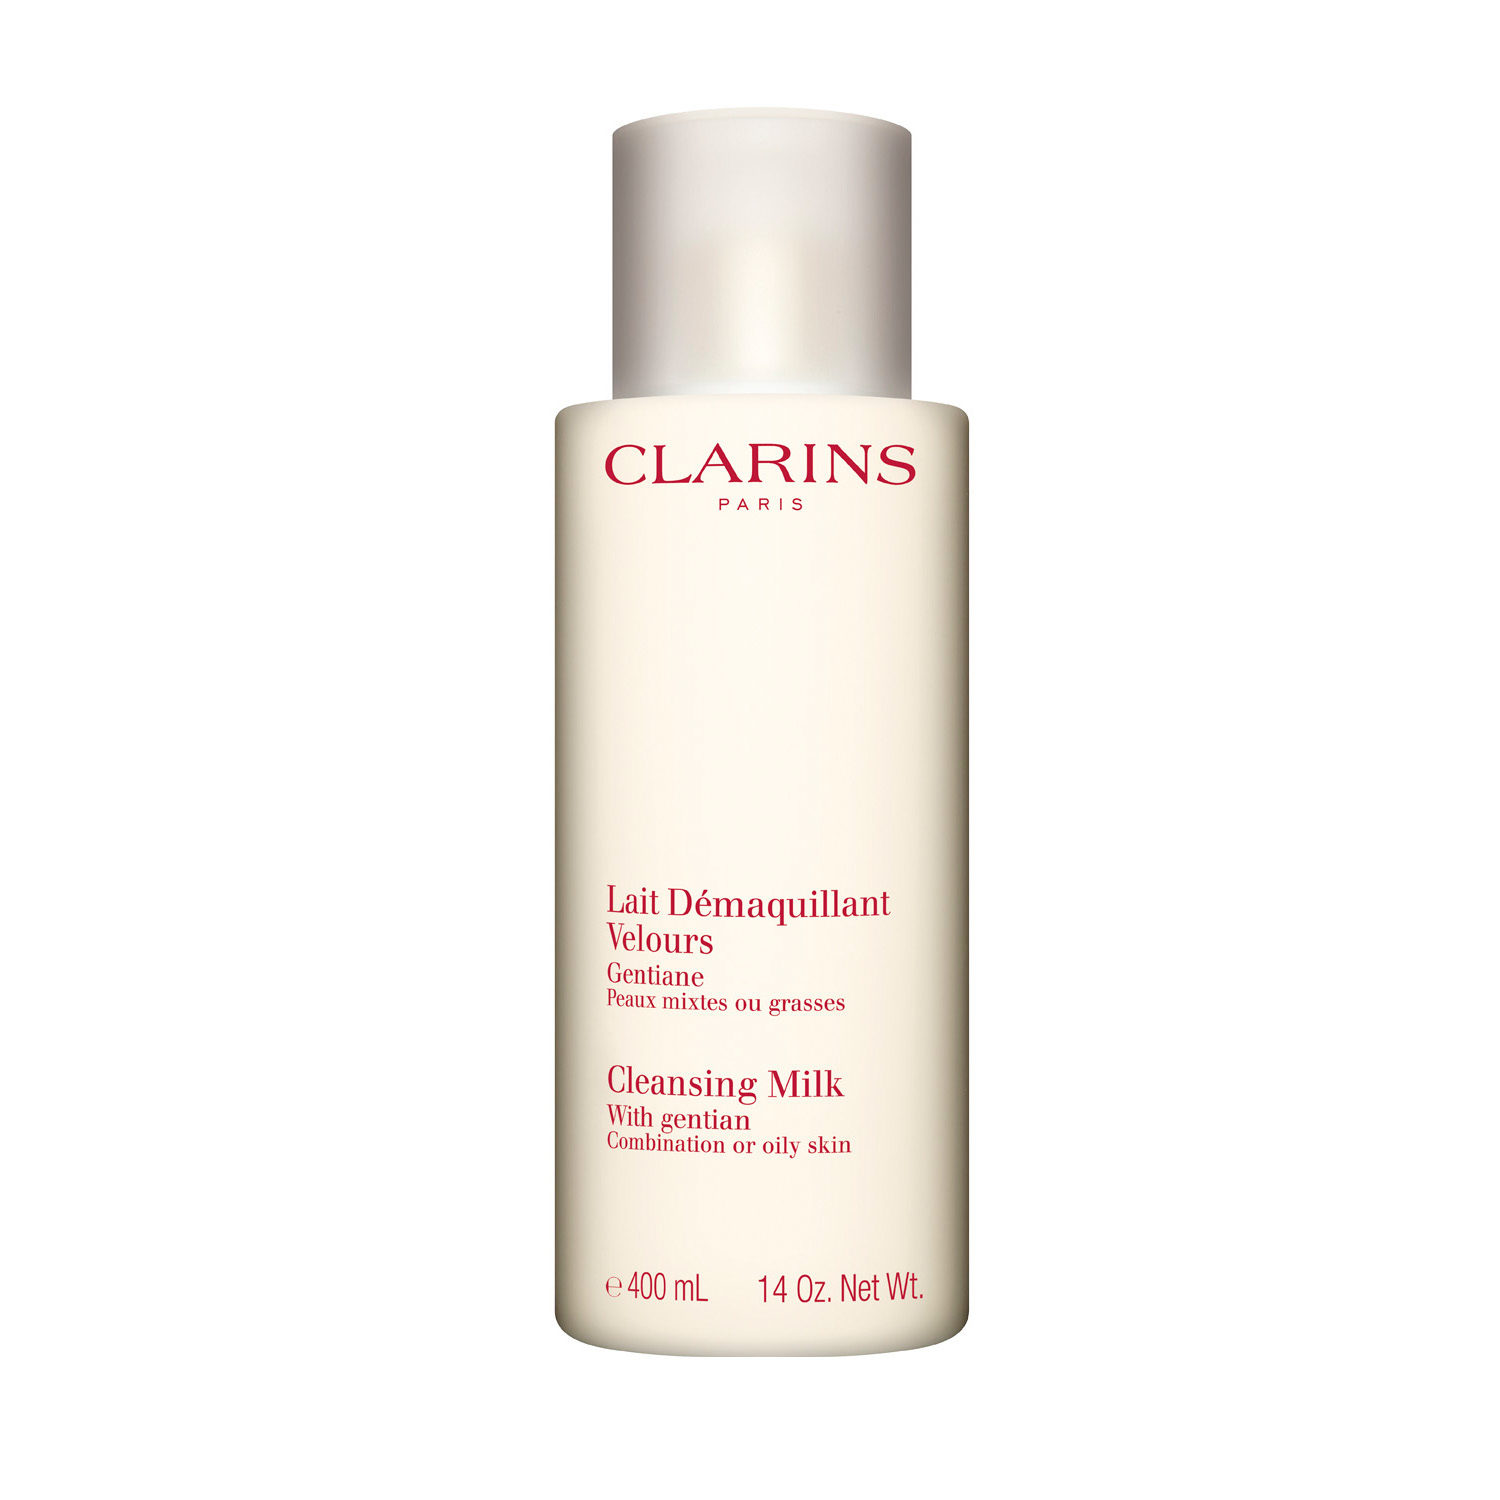 CLARINS
PARIS
Lait Démaquillant
Velours
Gentiane
Peaux mixtes ou grasses
Cleansing Milk
With gentian
Combination or oily skin
℮ 400 mL 14 Oz. Net Wt.